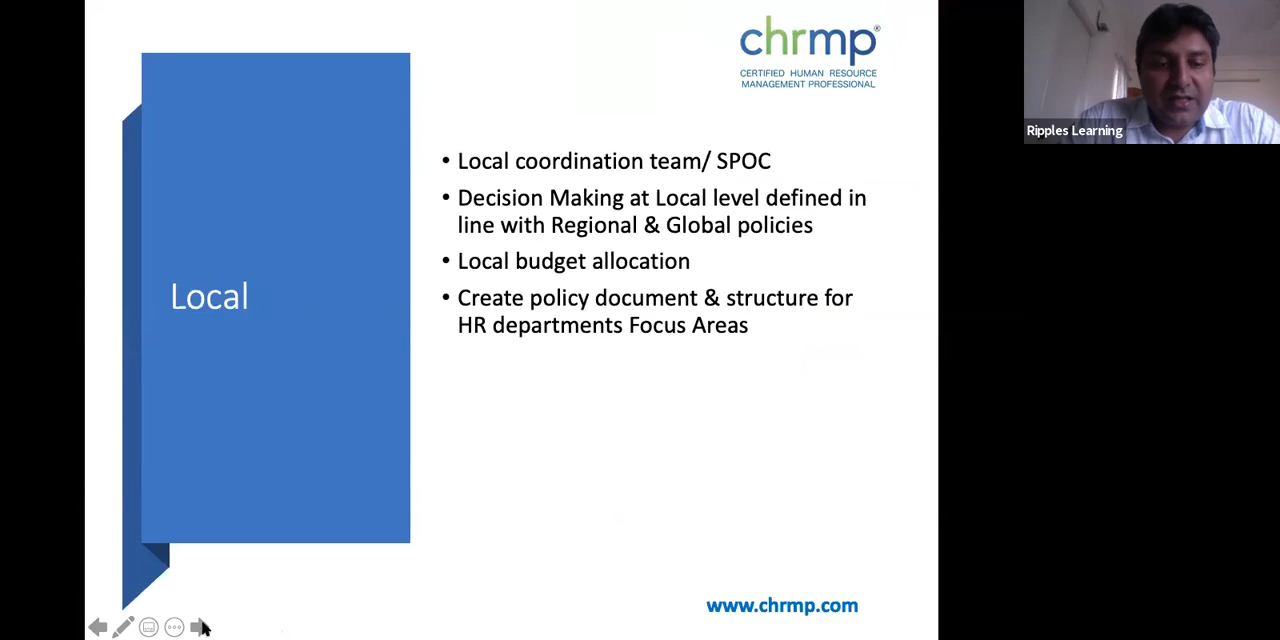 chrmp®
CERTIFIED HUMAN RESOURCE
MANAGEMENT PROFESSIONAL
Ripples Learning
Local
• Local coordination team/ SPOC
• Decision Making at Local level defined in
line with Regional & Global policies
• Local budget allocation
• Create policy document & structure for
HR departments Focus Areas
www.chrmp.com